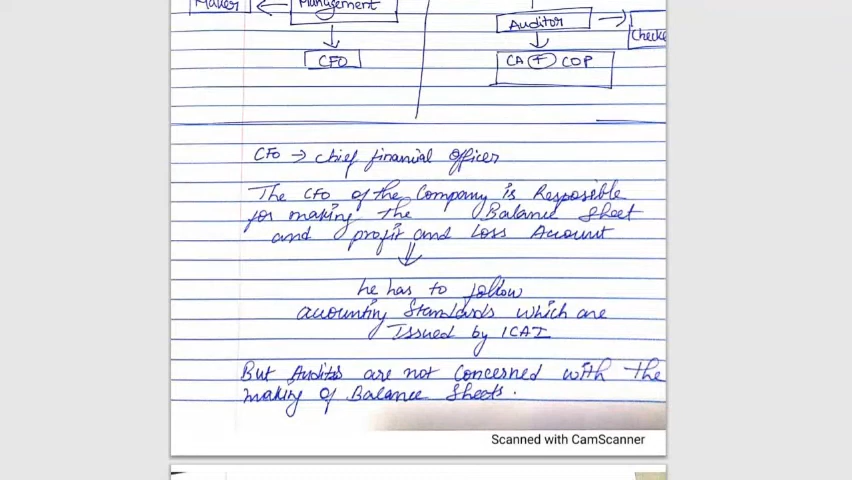 Maker
Management
CFO
Auditor
CA + COP
CFO → chief financial officer
The CFO of the Company is Resposible
for making the Balance Sheet
and profit and Loss Account
he has to follow
accounting Standards which are
Issued by ICAI
But Auditors are not Concerned with the
making of Balance Sheets.
Scanned with CamScanner